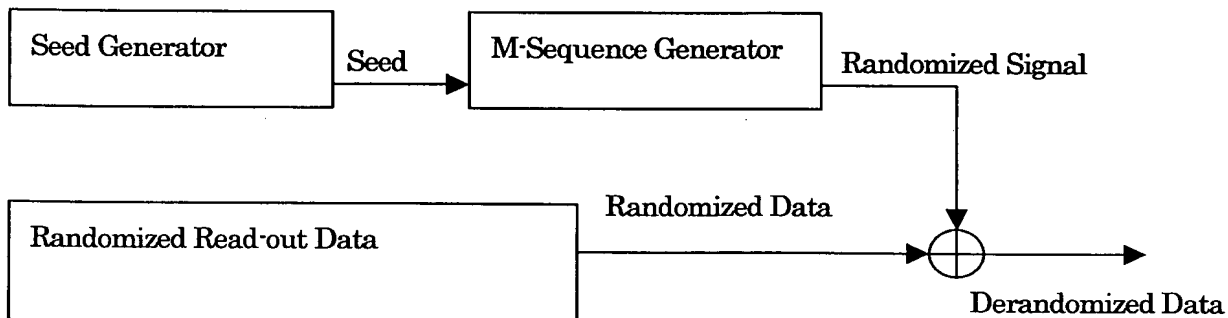 Seed Generator
Seed
M-Sequence Generator
Randomized Signal
Randomized Read-out Data
Randomized Data
Derandomized Data